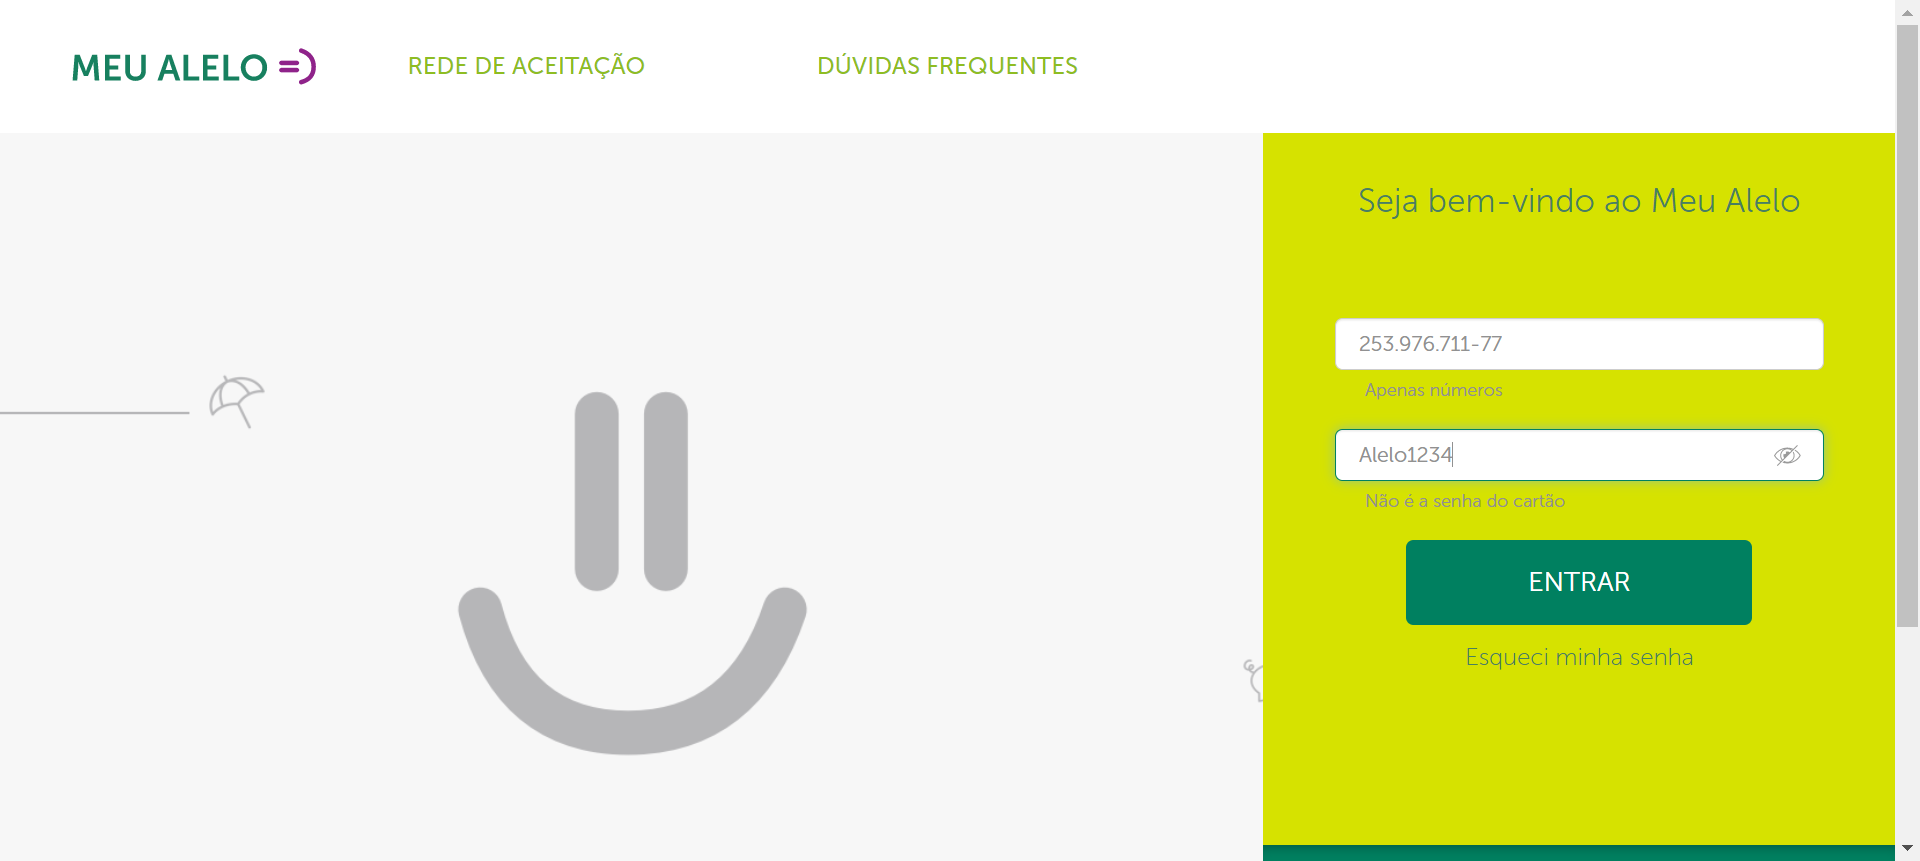 MEU ALELO =)
REDE DE ACEITAÇÃO
DÚVIDAS FREQUENTES
Seja bem-vindo ao Meu Alelo
253.976.711-77
Apenas números
Alelo1234
Não é a senha do cartão
ENTRAR
Esqueci minha senha